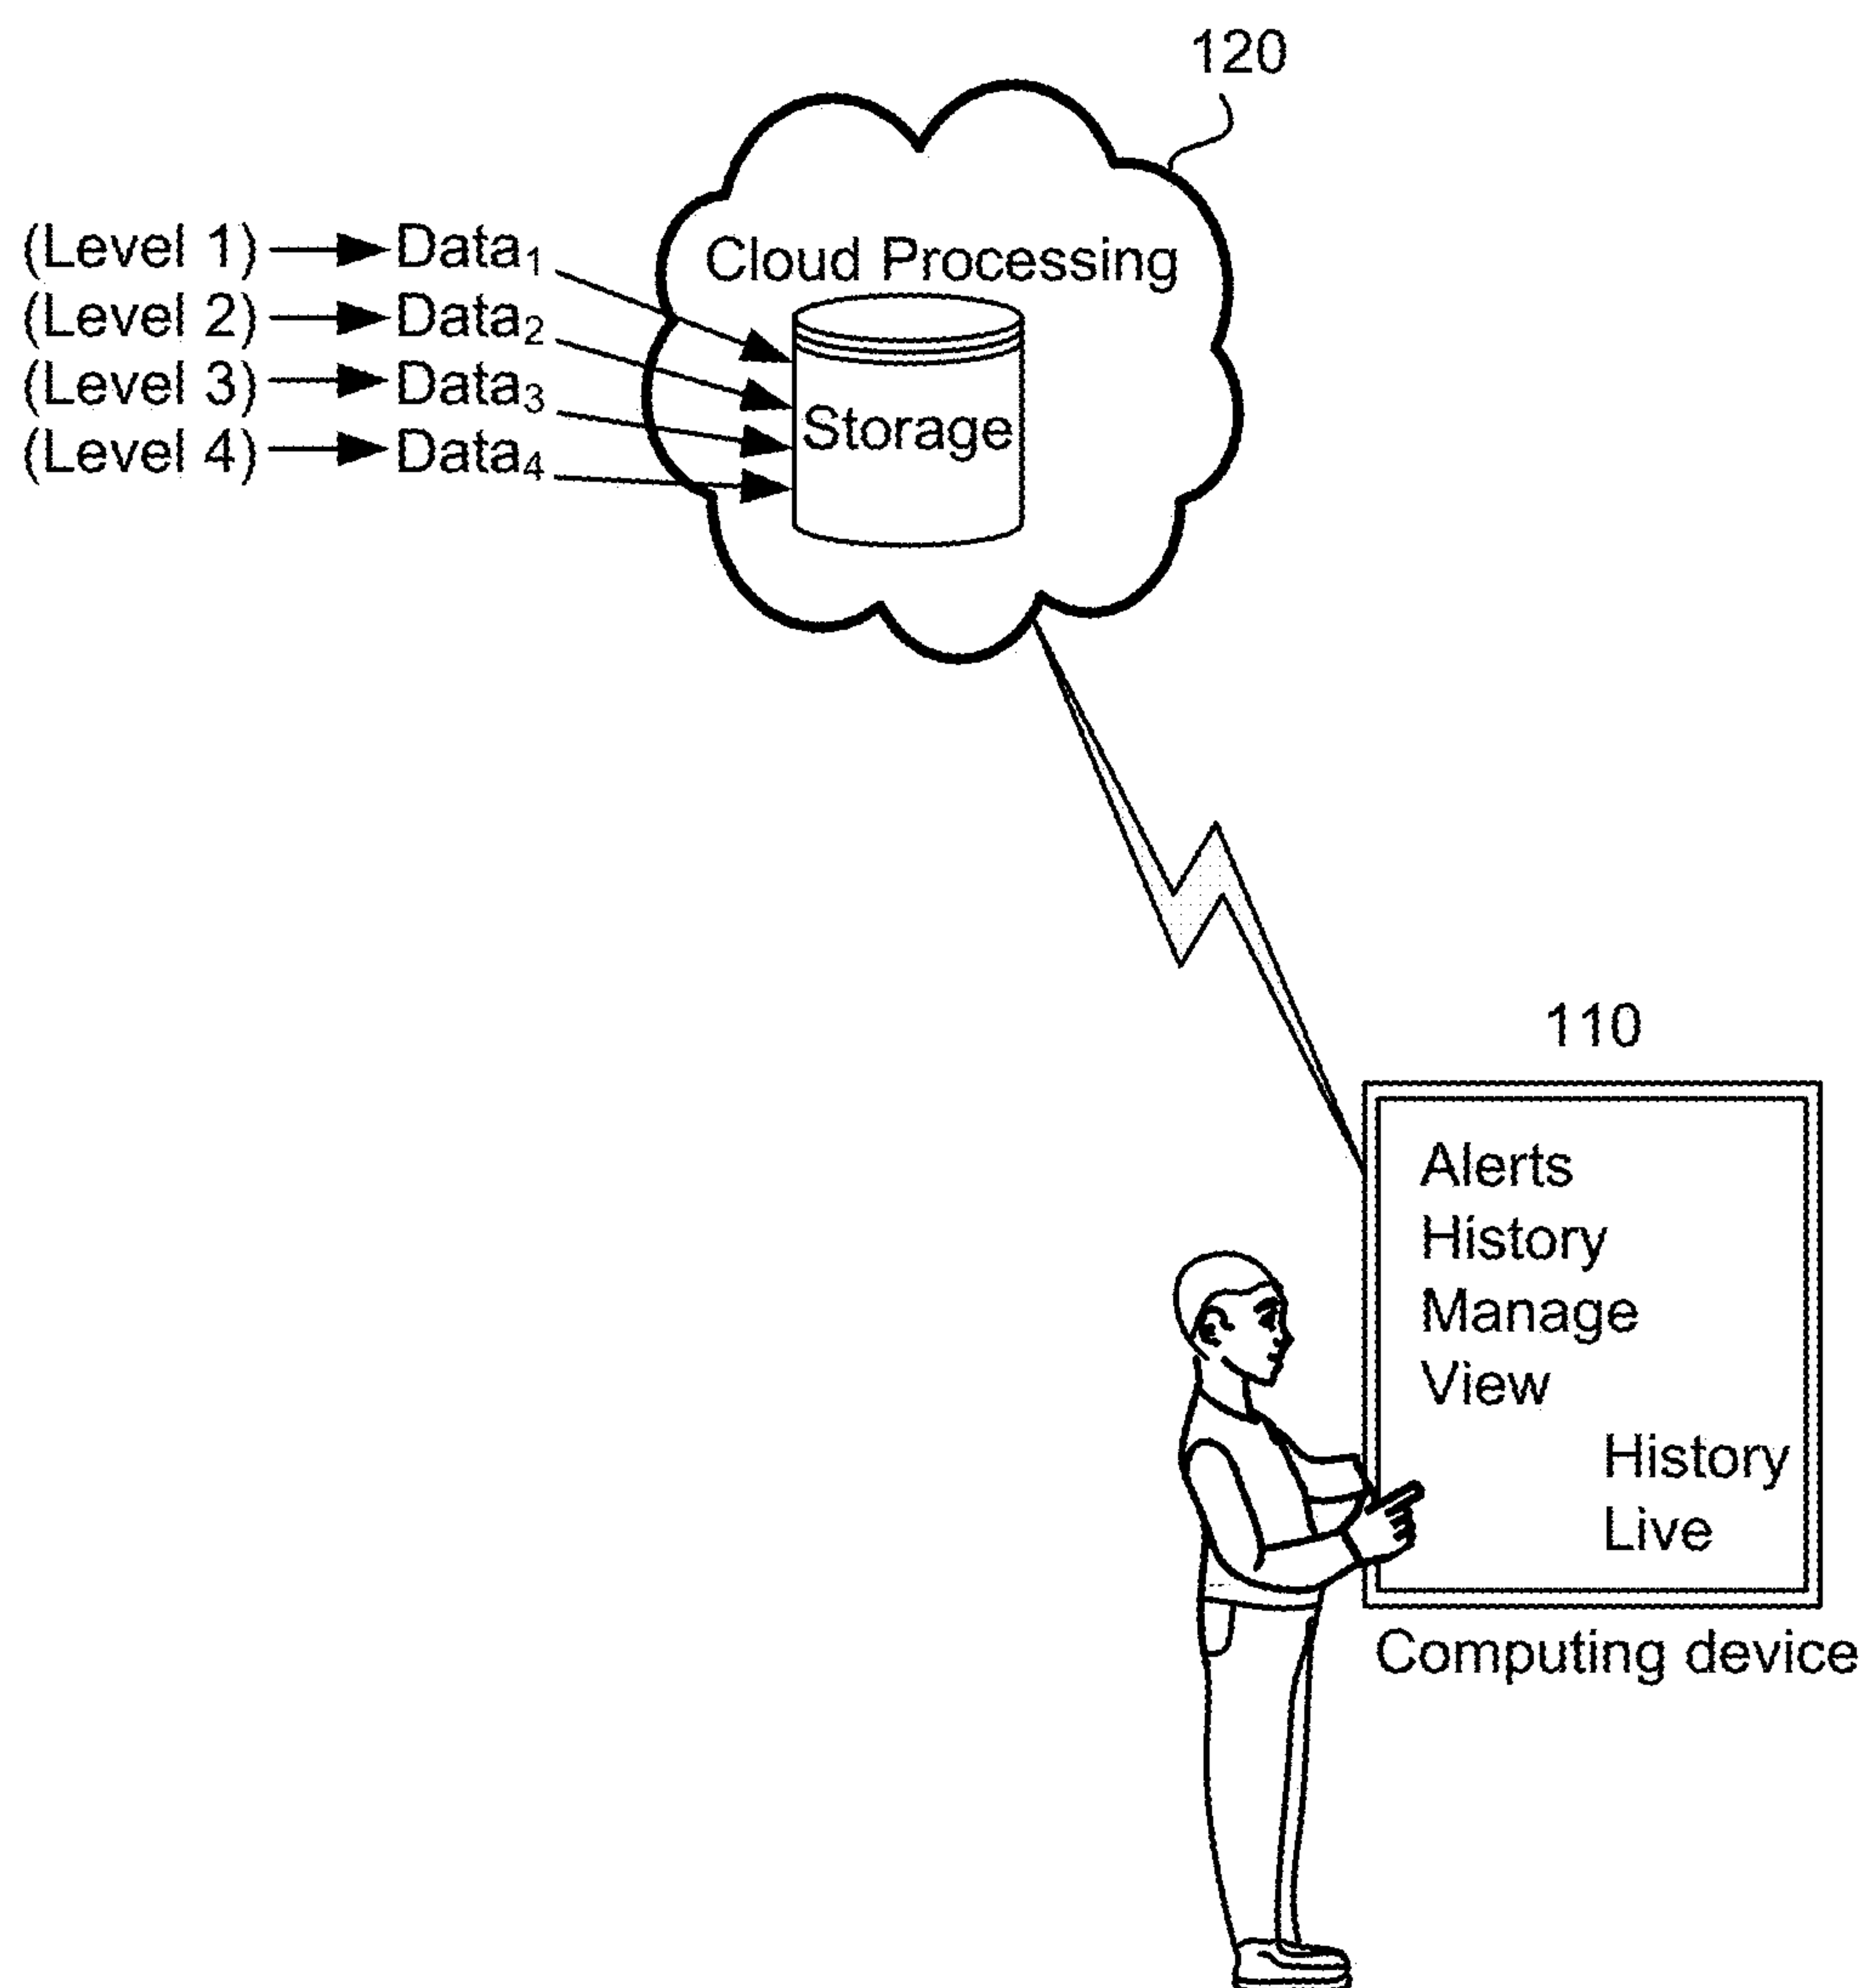 120
Cloud Processing
(Level 1) Data₁
(Level 2) Data₂
(Level 3) Data₃
(Level 4) Data₄
Storage
110
Alerts
History
Manage
View
History
Live
Computing device